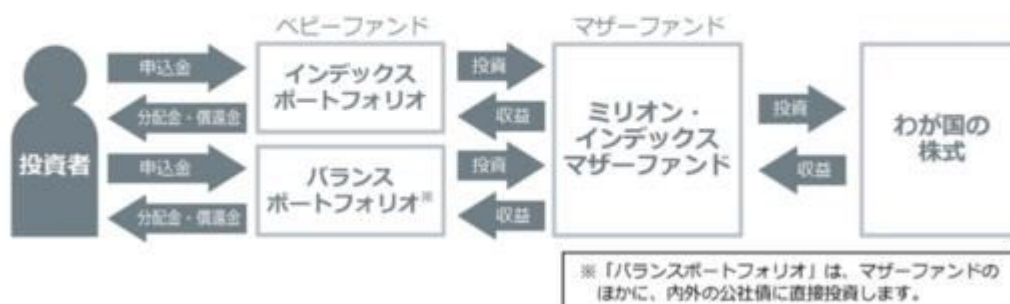 ベビーファンド
マザーファンド
投資者
申込金
分配金・償還金
申込金
分配金・償還金
インデックス
ポートフォリオ
バランス
ポートフォリオ※
投資
収益
投資
収益
ミリオン・
インデックス
マザーファンド
投資
収益
わが国の
株式
※「バランスポートフォリオ」は、マザーファンドの
ほかに、内外の公社債に直接投資します。